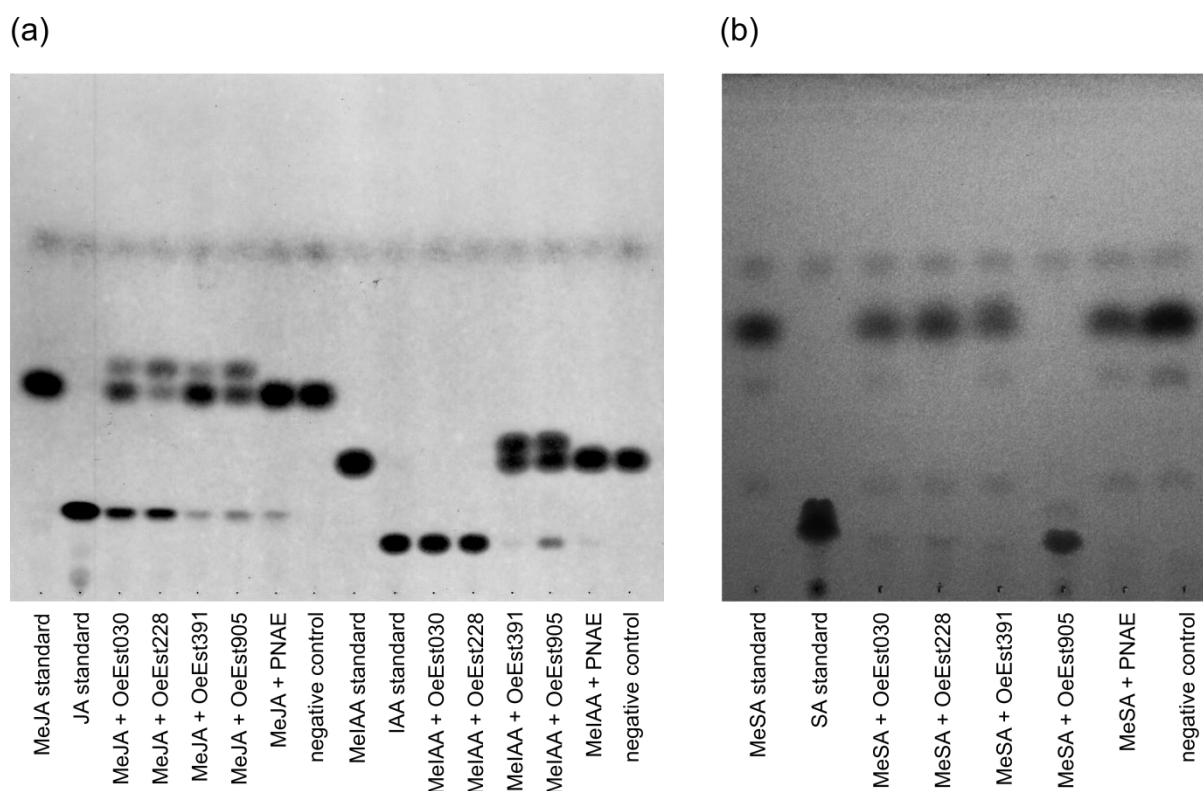 (a)
(b)
MeJA standard
JA standard
MeJA + OeEst030
MeJA + OeEst228
MeJA + OeEst391
MeJA + OeEst905
MeJA + PNAE
negative control
MeIAA standard
IAA standard
MeIAA + OeEst030
MeIAA + OeEst228
MeIAA + OeEst391
MeIAA + OeEst905
MeIAA + PNAE
negative control
MeSA standard
SA standard
MeSA + OeEst030
MeSA + OeEst228
MeSA + OeEst391
MeSA + OeEst905
MeSA + PNAE
negative control